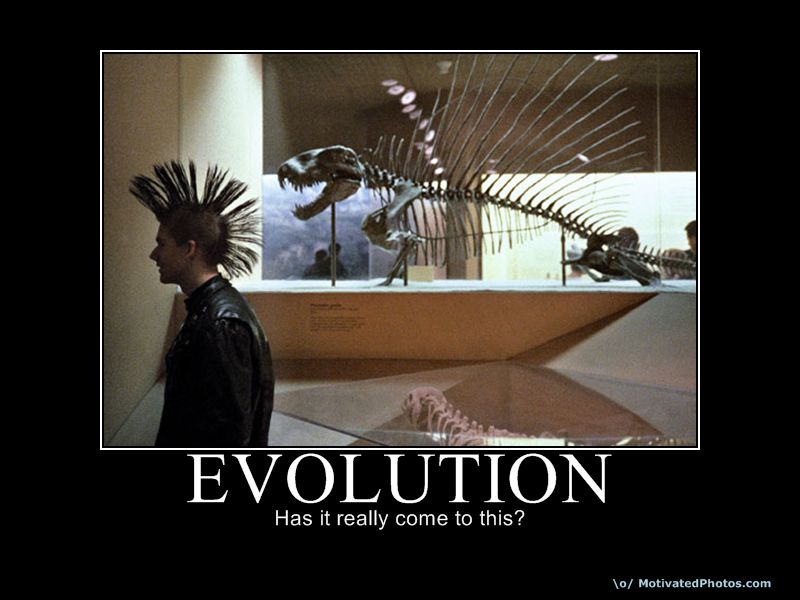 EVOLUTION
Has it really come to this?
\o/ MotivatedPhotos.com